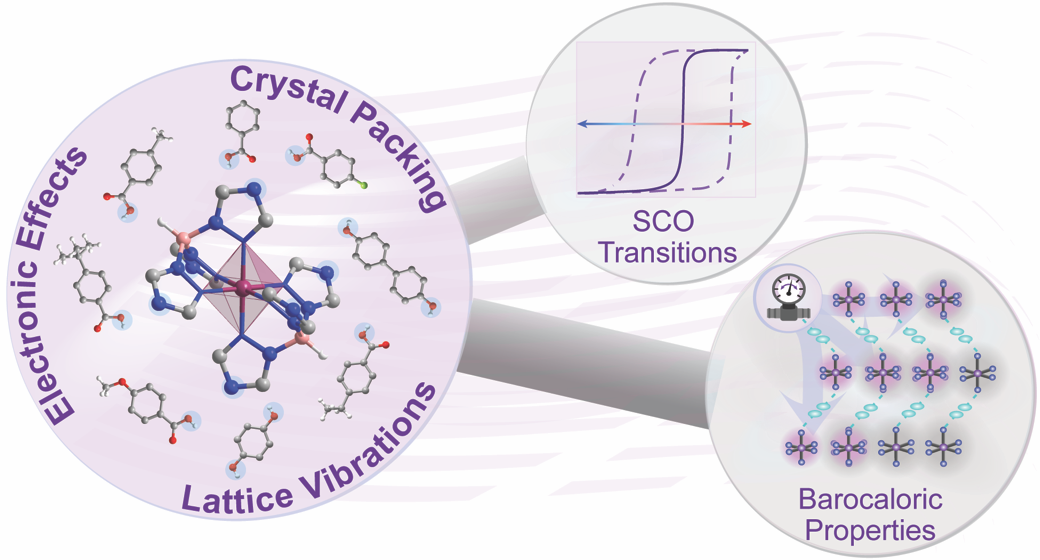 Crystal Packing
Electronic Effects
Lattice Vibrations
SCO
Transitions
Barocaloric
Properties